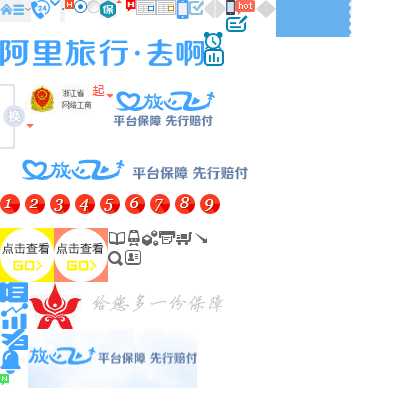 24
H
保
H
hot
阿里旅行·去啊
换
浙江省
网络工商
起
放心飞
平台保障 先行赔付
放心飞 平台保障 先行赔付
1 2 3 4 5 6 7 8 9
点击查看 点击查看
GO> GO>
给您多一份保障
放心飞 平台保障 先行赔付
N